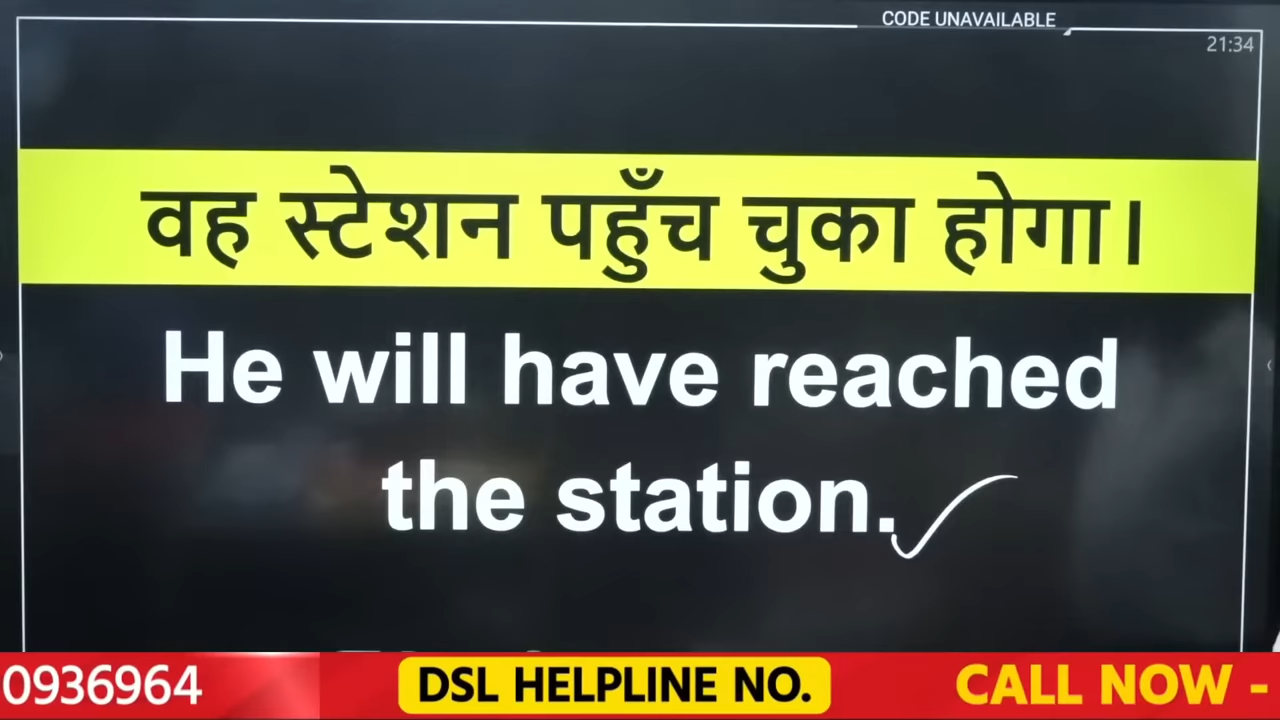 CODE UNAVAILABLE
21:34
वह स्टेशन पहुँच चुका होगा।
He will have reached
the station.
0936964 DSL HELPLINE NO. CALL NOW -